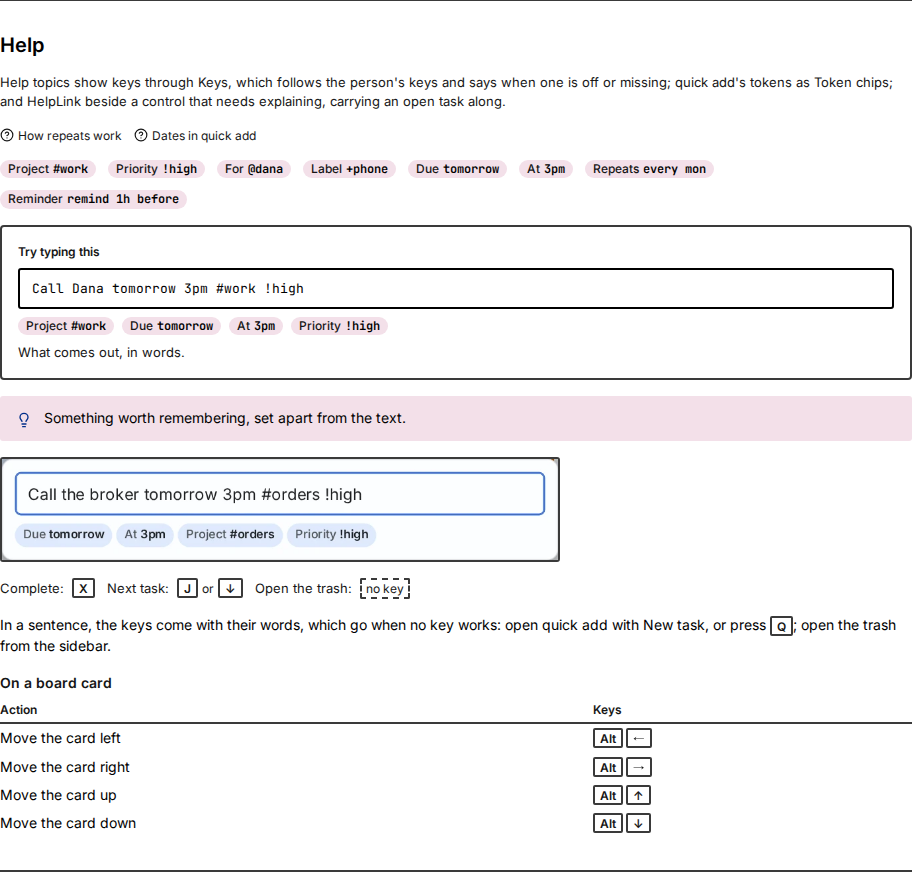 Help
Help topics show keys through Keys, which follows the person's keys and says when one is off or missing; quick add's tokens as Token chips;
and HelpLink beside a control that needs explaining, carrying an open task along.
How repeats work Dates in quick add
Project #work Priority !high For @dana Label +phone Due tomorrow At 3pm Repeats every mon
Reminder remind 1h before
Try typing this
Call Dana tomorrow 3pm #work !high
Project #work Due tomorrow At 3pm Priority !high
What comes out, in words.
Something worth remembering, set apart from the text.
Call the broker tomorrow 3pm #orders !high
Due tomorrow At 3pm Project #orders Priority !high
Complete: X Next task: J or ↓ Open the trash: no key
In a sentence, the keys come with their words, which go when no key works: open quick add with New task, or press Q; open the trash
from the sidebar.
On a board card
Action Keys
Move the card left Alt ←
Move the card right Alt →
Move the card up Alt ↑
Move the card down Alt ↓